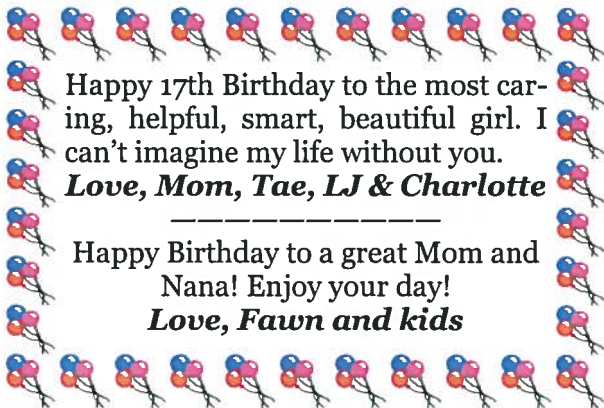 Happy 17th Birthday to the most car-
ing, helpful, smart, beautiful girl. I
can't imagine my life without you.
Love, Mom, Tae, LJ & Charlotte
——————————
Happy Birthday to a great Mom and
Nana! Enjoy your day!
Love, Fawn and kids